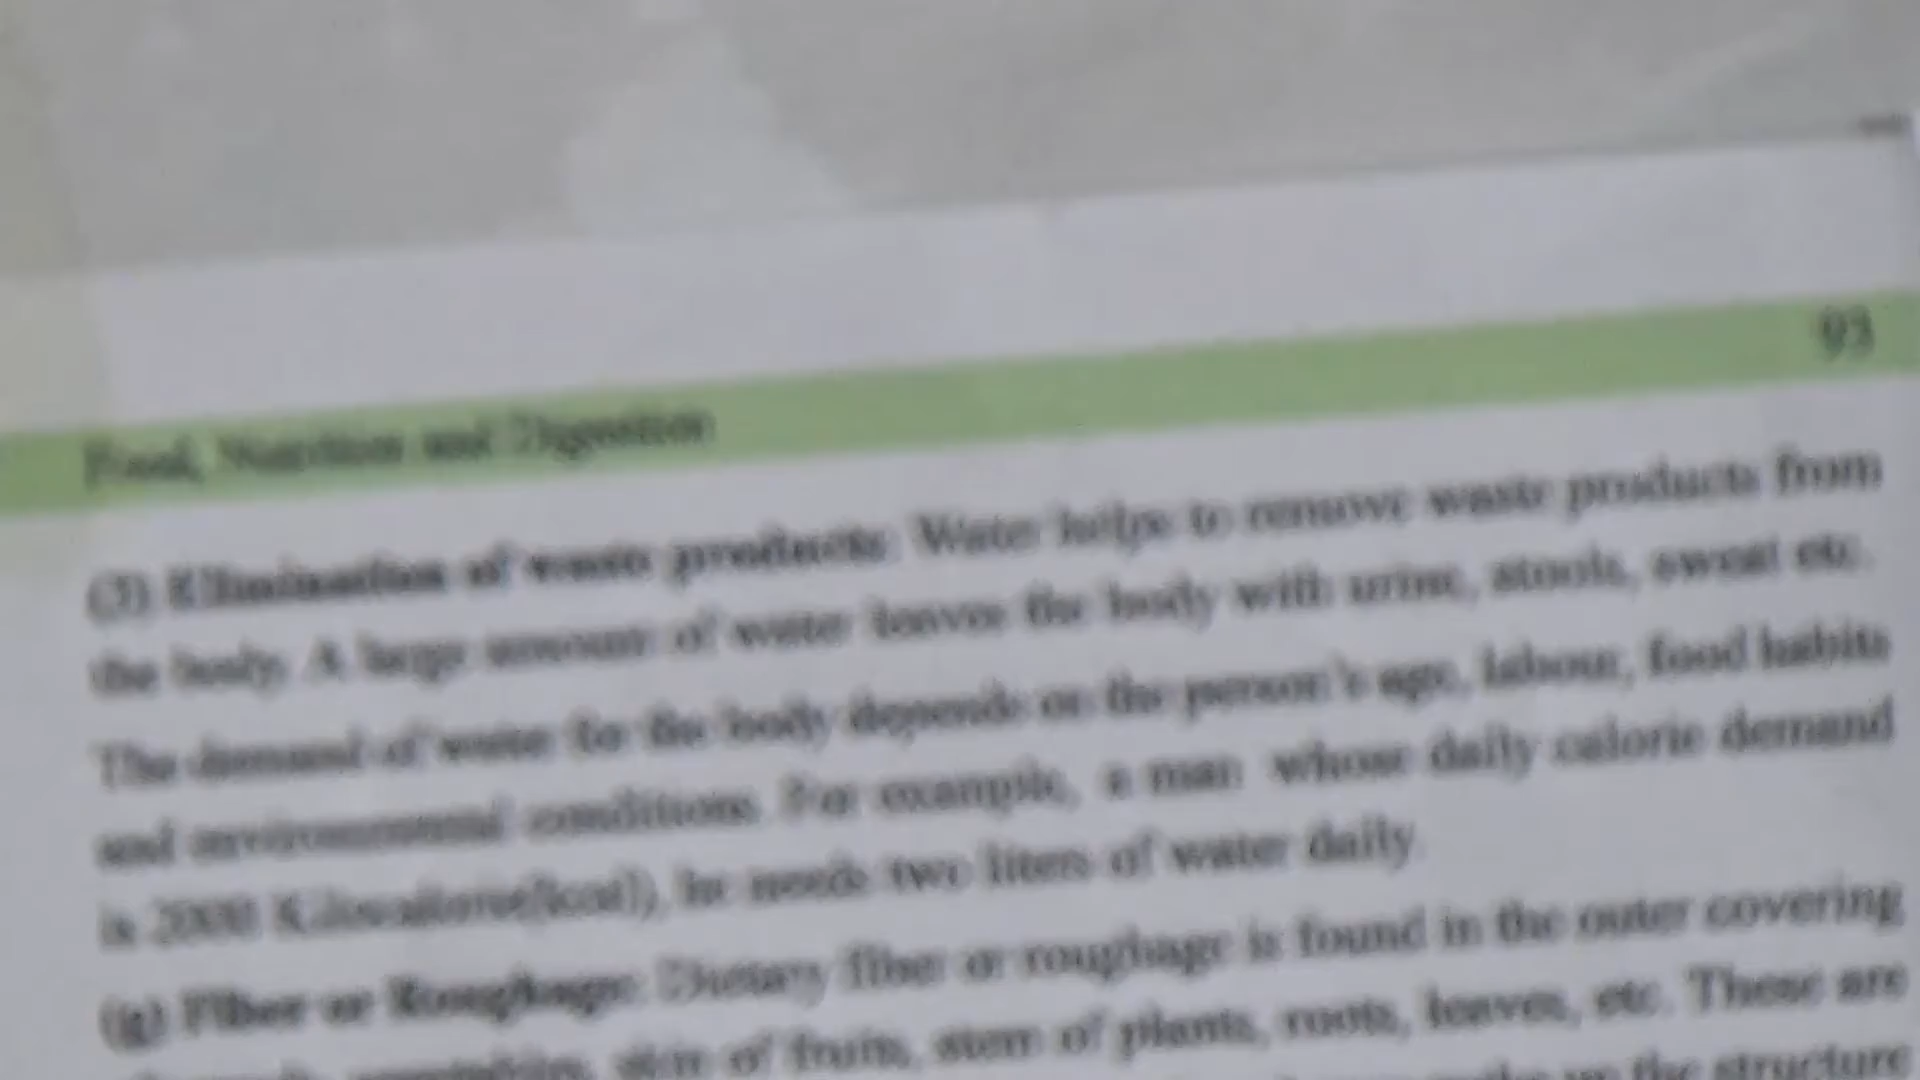 93
Food, Nutrition and Digestion
(3) Elimination of waste products: Water helps to remove waste products from
the body. A large amount of water leaves the body with urine, stools, sweat etc.
The demand of water for the body depends on the person's age, labour, food habits
and environmental conditions. For example, a man whose daily calorie demand
is 2000 Kilocalorie(kcal), he needs two liters of water daily.
(g) Fiber or Roughage: Dietary fiber or roughage is found in the outer covering
skin of fruits, stem of plants, roots, leaves, etc. These are
the structure